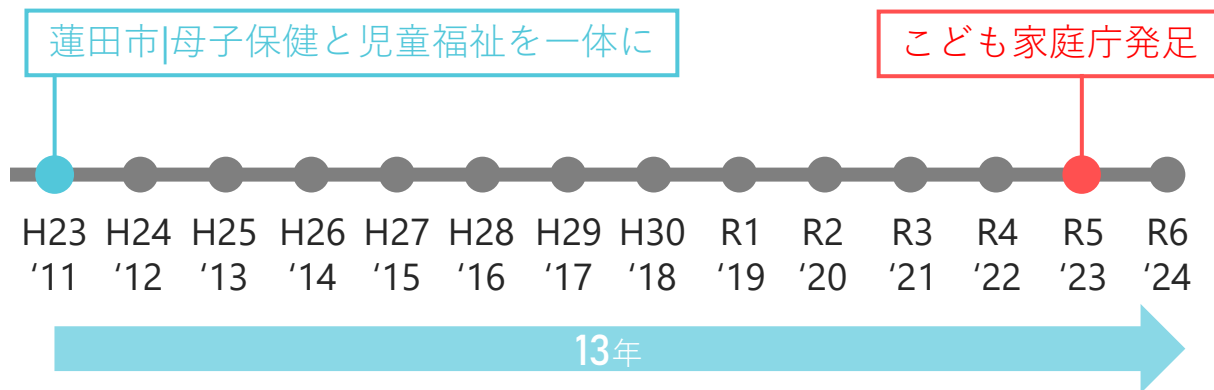 蓮田市|母子保健と児童福祉を一体に
こども家庭庁発足
H23 H24 H25 H26 H27 H28 H29 H30 R1 R2 R3 R4 R5 R6
‘11 ‘12 ‘13 ‘14 ‘15 ‘16 ‘17 ‘18 ‘19 ‘20 ‘21 ‘22 ‘23 ‘24
13年